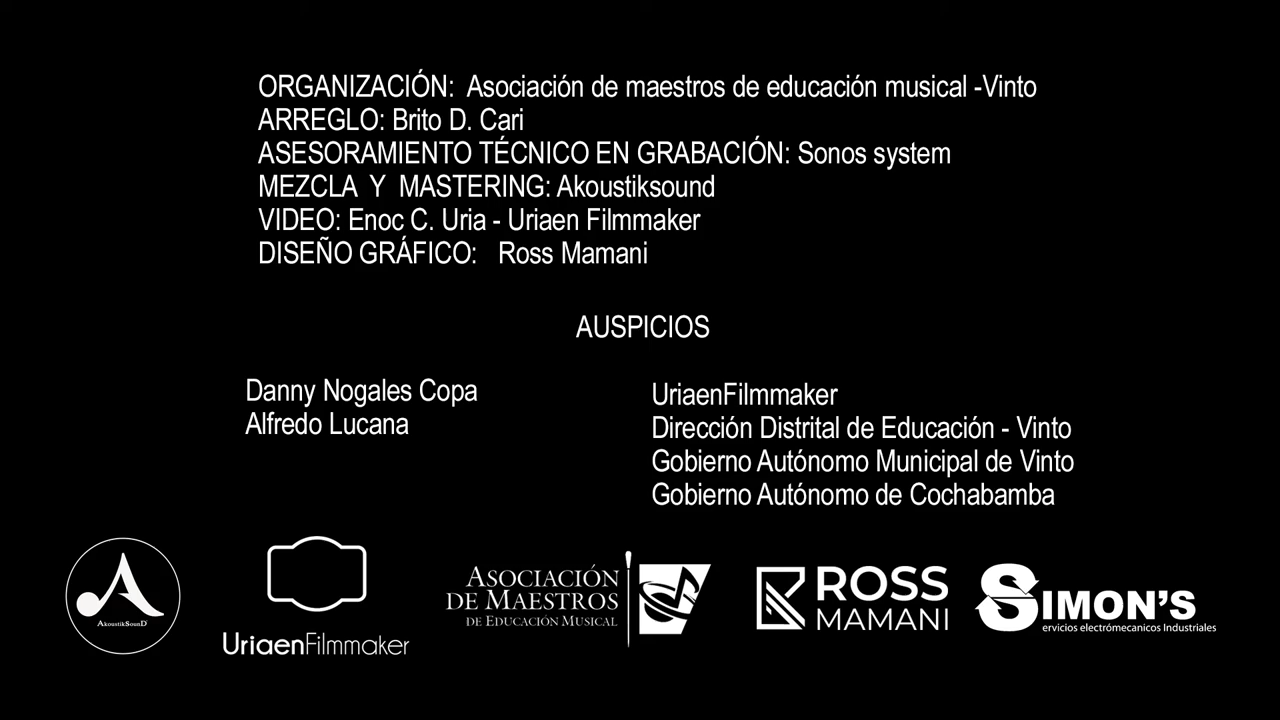 ORGANIZACIÓN: Asociación de maestros de educación musical -Vinto
ARREGLO: Brito D. Cari
ASESORAMIENTO TÉCNICO EN GRABACIÓN: Sonos system
MEZCLA Y MASTERING: Akoustiksound
VIDEO: Enoc C. Uria - Uriaen Filmmaker
DISEÑO GRÁFICO: Ross Mamani
AUSPICIOS
Danny Nogales Copa
Alfredo Lucana
UriaenFilmmaker
Dirección Distrital de Educación - Vinto
Gobierno Autónomo Municipal de Vinto
Gobierno Autónomo de Cochabamba
AkoustikSounD
UriaenFilmmaker
ASOCIACIÓN
DE MAESTROS
DE EDUCACIÓN MUSICAL
ROSS
MAMANI
SIMON'S
ervicios electrómecanicos Industriales